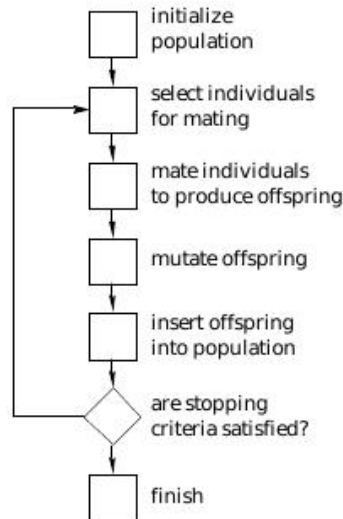 initialize
population
select individuals
for mating
mate individuals
to produce offspring
mutate offspring
insert offspring
into population
are stopping
criteria satisfied?
finish